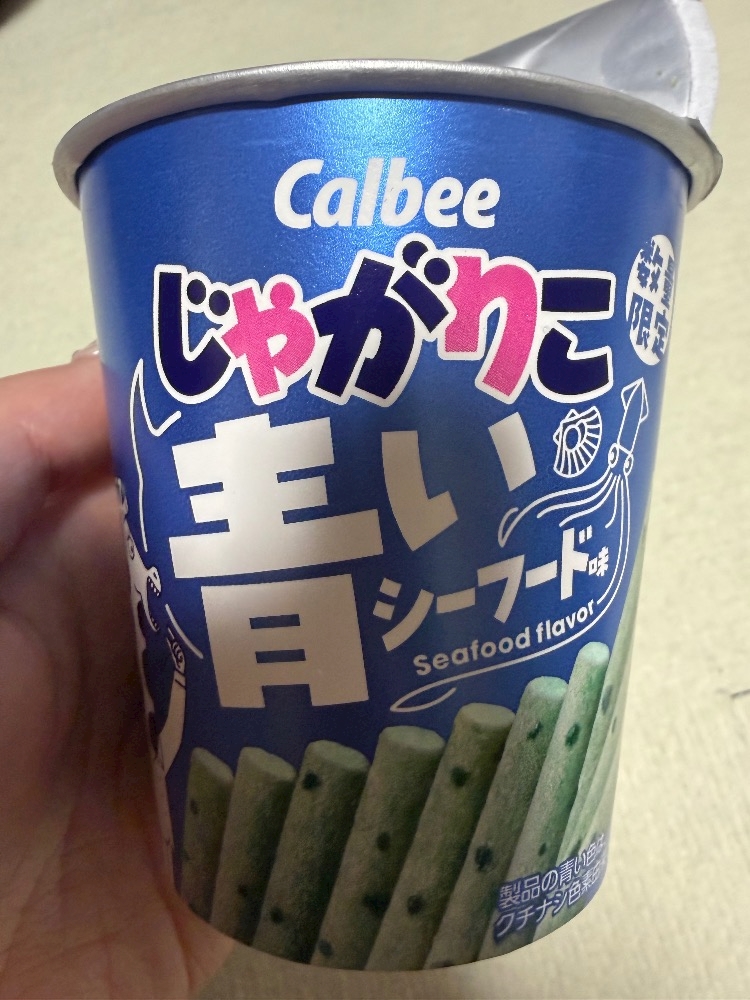 Calbee
じゃがりこ
数量
限定
青い
シーフード味
Seafood flavor
製品の青い色は
クチナシ色素